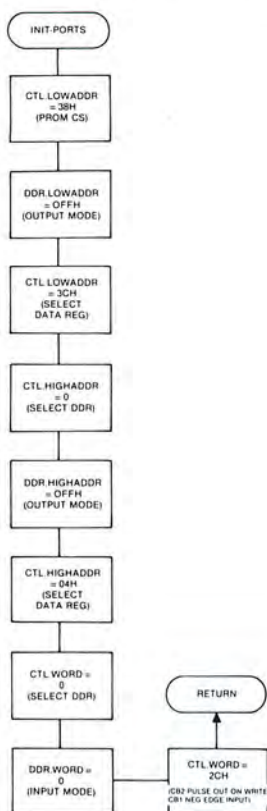 INIT-PORTS
CTL.LOWADDR
= 38H
(PROM CS)
DDR.LOWADDR
= OFFH
(OUTPUT MODE)
CTL.LOWADDR
= 3CH
(SELECT
DATA REG)
CTL.HIGHADDR
= 0
(SELECT DDR)
DDR.HIGHADDR
= OFFH
(OUTPUT MODE)
CTL.HIGHADDR
= 04H
(SELECT
DATA REG)
CTL.WORD =
0
(SELECT DDR)
DDR.WORD =
0
(INPUT MODE)
CTL.WORD =
2CH
(CB2 PULSE OUT ON WRITE
CB1 NEG EDGE INPUT)
RETURN